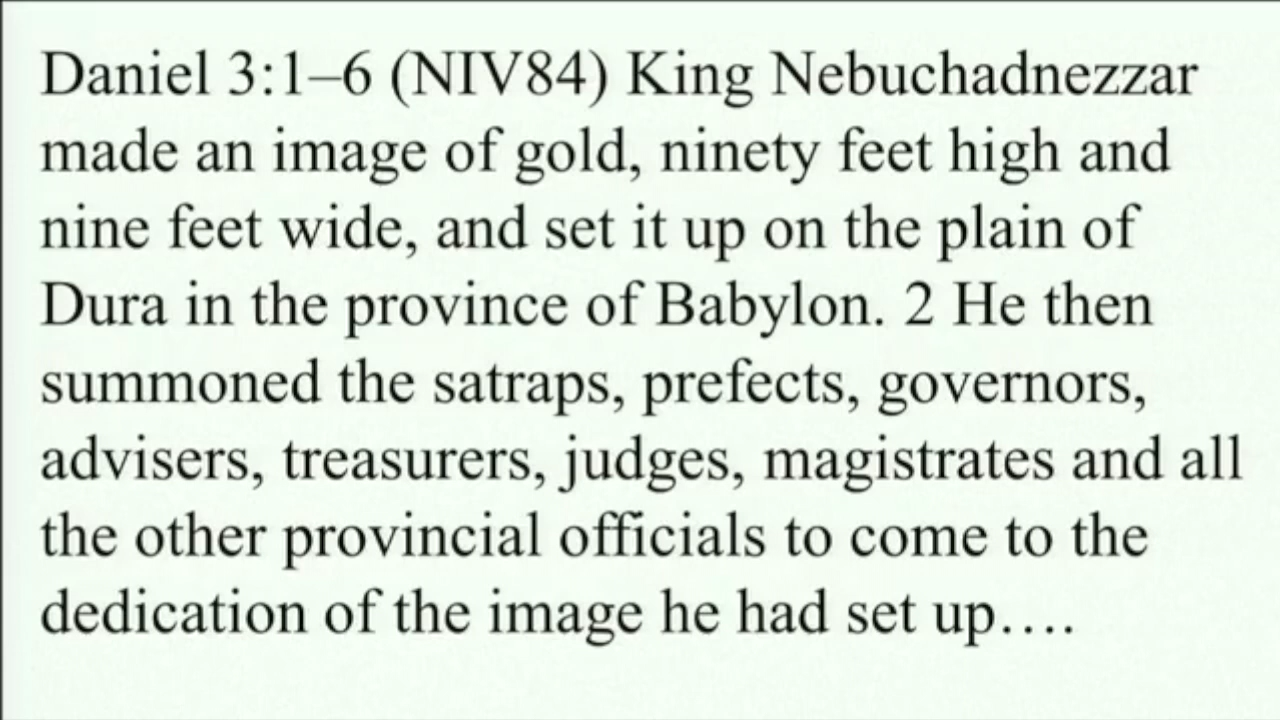 Daniel 3:1–6 (NIV84) King Nebuchadnezzar
made an image of gold, ninety feet high and
nine feet wide, and set it up on the plain of
Dura in the province of Babylon. 2 He then
summoned the satraps, prefects, governors,
advisers, treasurers, judges, magistrates and all
the other provincial officials to come to the
dedication of the image he had set up….